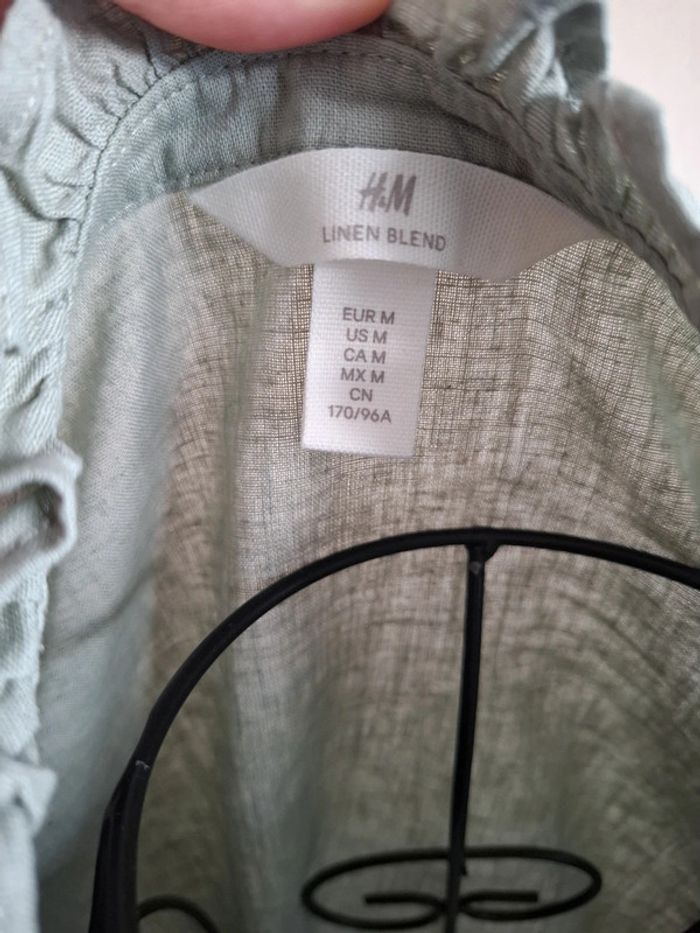 H&M
LINEN BLEND
EUR M
US M
CA M
MX M
CN
170/96A